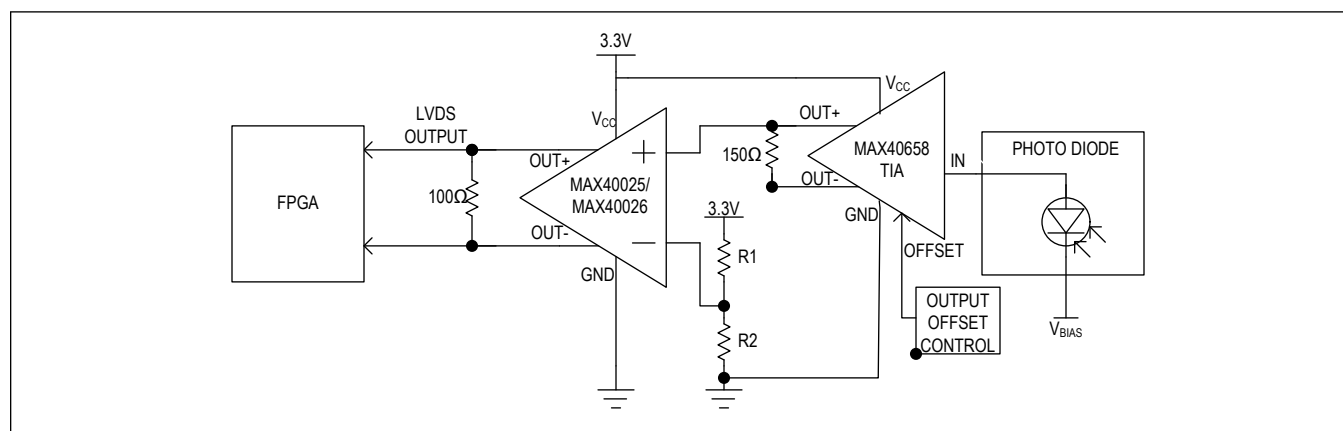 3.3V
LVDS
OUTPUT
FPGA
100Ω
OUT+
OUT-
VCC
MAX40025/
MAX40026
+
−
GND
3.3V
R1
R2
150Ω
OUT+
OUT-
VCC
MAX40658
TIA
GND
IN
OFFSET
OUTPUT
OFFSET
CONTROL
PHOTO DIODE
VBIAS